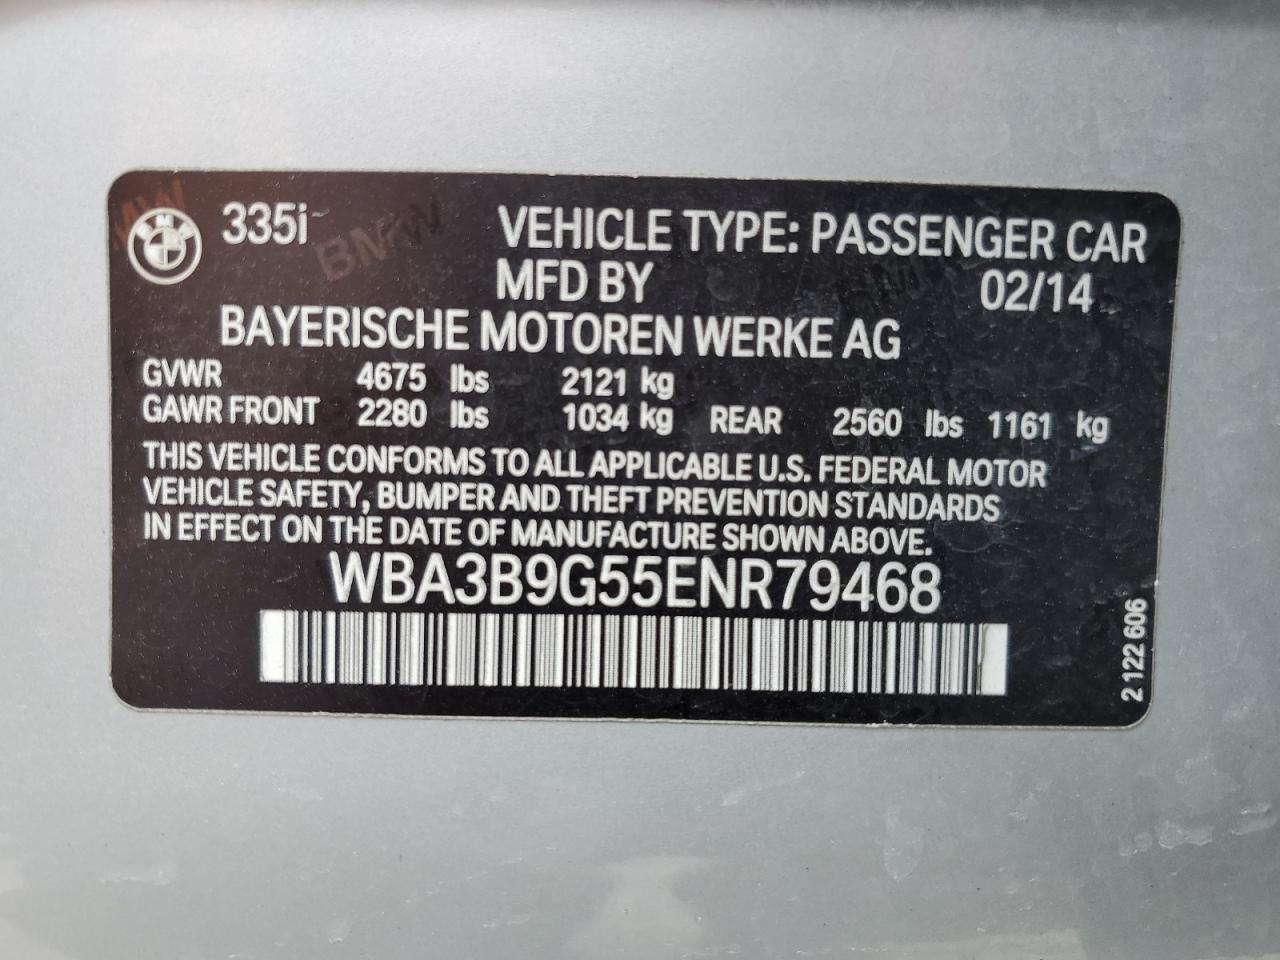 335i VEHICLE TYPE: PASSENGER CAR
MFD BY 02/14
BAYERISCHE MOTOREN WERKE AG
GVWR 4675 lbs 2121 kg
GAWR FRONT 2280 lbs 1034 kg REAR 2560 lbs 1161 kg
THIS VEHICLE CONFORMS TO ALL APPLICABLE U.S. FEDERAL MOTOR
VEHICLE SAFETY, BUMPER AND THEFT PREVENTION STANDARDS
IN EFFECT ON THE DATE OF MANUFACTURE SHOWN ABOVE.
WBA3B9G55ENR79468
2 122 606
BMW